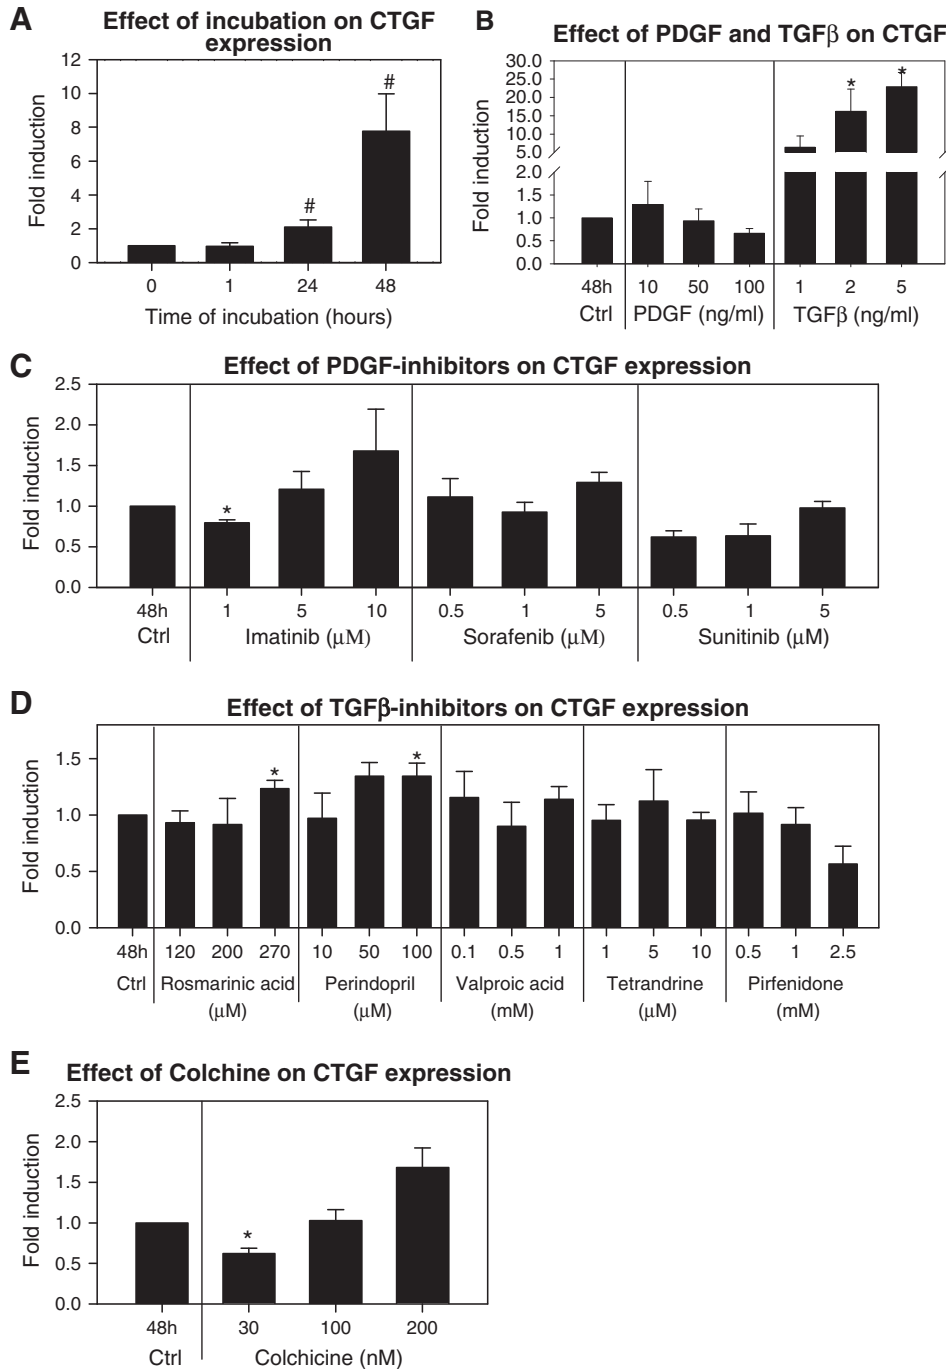 A
Effect of incubation on CTGF
expression
12
10
8
6
4
2
0
Fold induction
#
#
0 1 24 48
Time of incubation (hours)
B
Effect of PDGF and TGFβ on CTGF
30.0
25.0
20.0
15.0
10.0
5.0
2.0
1.5
1.0
0.5
0.0
Fold induction
* *
48h 10 50 100 1 2 5
Ctrl PDGF (ng/ml) TGFβ (ng/ml)
C
Effect of PDGF-inhibitors on CTGF expression
2.5
2.0
1.5
1.0
0.5
0.0
Fold induction
*
48h 1 5 10 0.5 1 5 0.5 1 5
Ctrl Imatinib (μM) Sorafenib (μM) Sunitinib (μM)
D
Effect of TGFβ-inhibitors on CTGF expression
1.5
1.0
0.5
0.0
Fold induction
* *
48h 120 200 270 10 50 100 0.1 0.5 1 1 5 10 0.5 1 2.5
Ctrl Rosmarinic acid Perindopril Valproic acid Tetrandrine Pirfenidone
(μM) (μM) (mM) (μM) (mM)
E
Effect of Colchine on CTGF expression
2.5
2.0
1.5
1.0
0.5
0.0
Fold induction
*
48h 30 100 200
Ctrl Colchicine (nM)